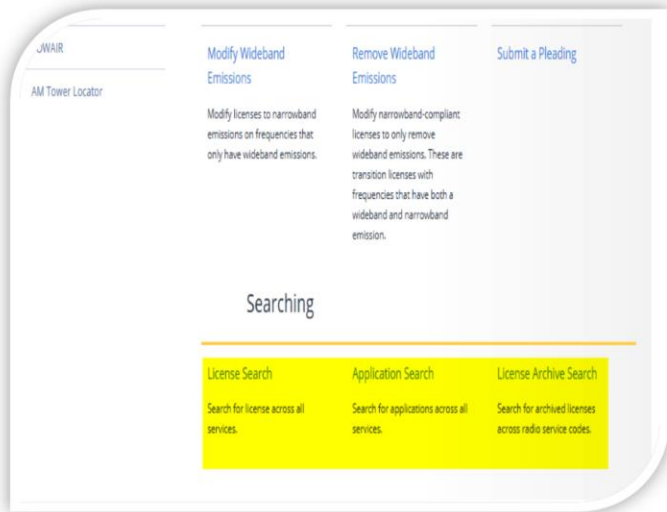 AM Tower Locator
Modify Wideband
Emissions
Modify licenses to narrowband
emissions on frequencies that
only have wideband emissions.
Remove Wideband
Emissions
Modify narrowband-compliant
licenses to only remove
wideband emissions. These are
transition licenses with
frequencies that have both a
wideband and narrowband
emission.
Submit a Pleading
Searching
License Search
Search for license across all
services.
Application Search
Search for applications across all
services.
License Archive Search
Search for archived licenses
across radio service codes.